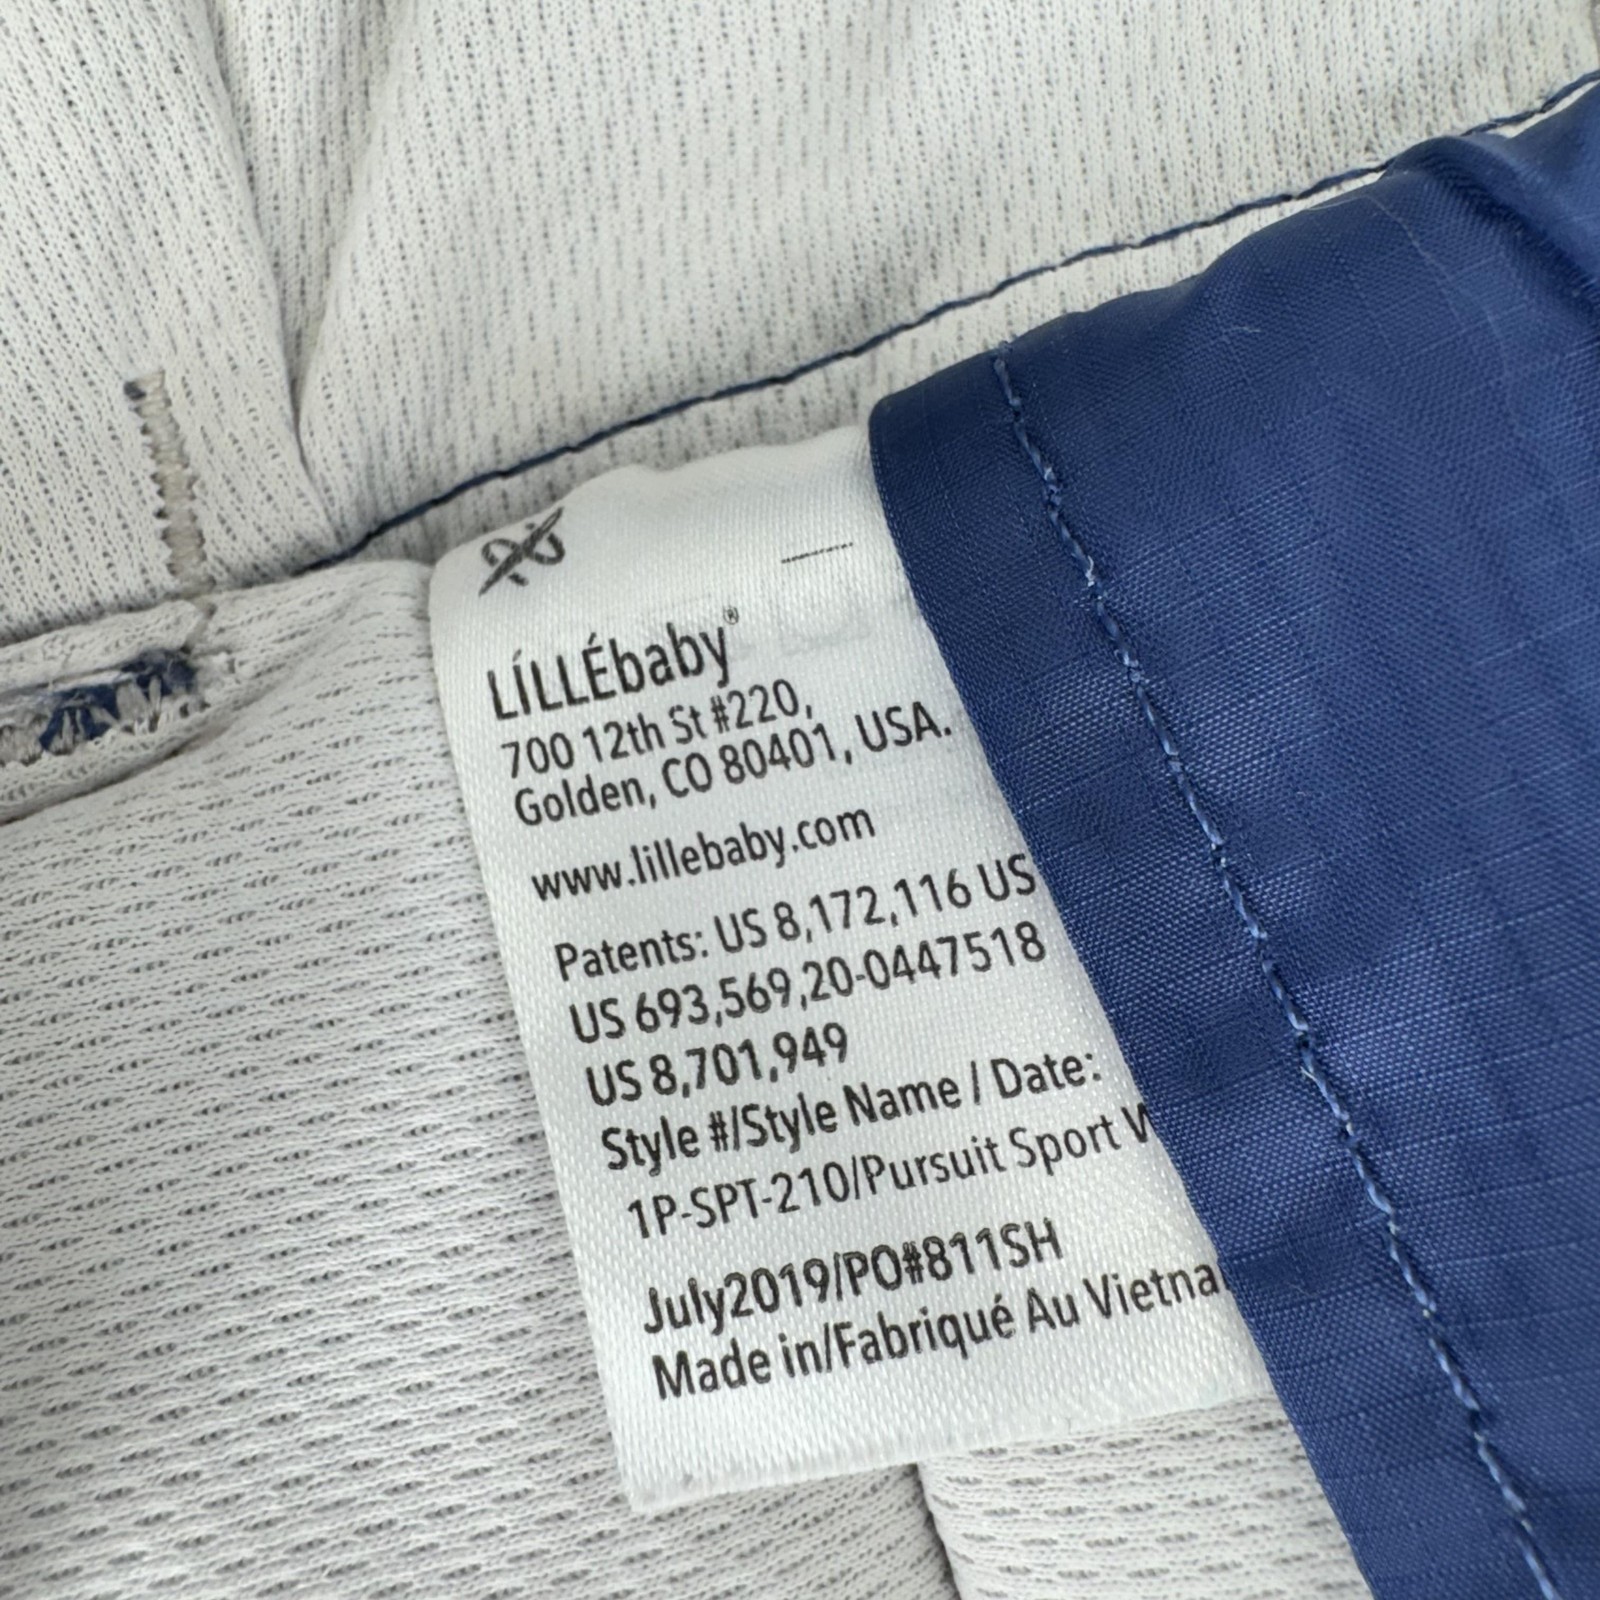 LÍLLÉbaby®
700 12th St #220,
Golden, CO 80401, USA.
www.lillebaby.com
Patents: US 8,172,116 US
US 693,569,20-0447518
US 8,701,949
Style #/Style Name / Date:
1P-SPT-210/Pursuit Sport
July2019/PO#811SH
Made in/Fabriqué Au